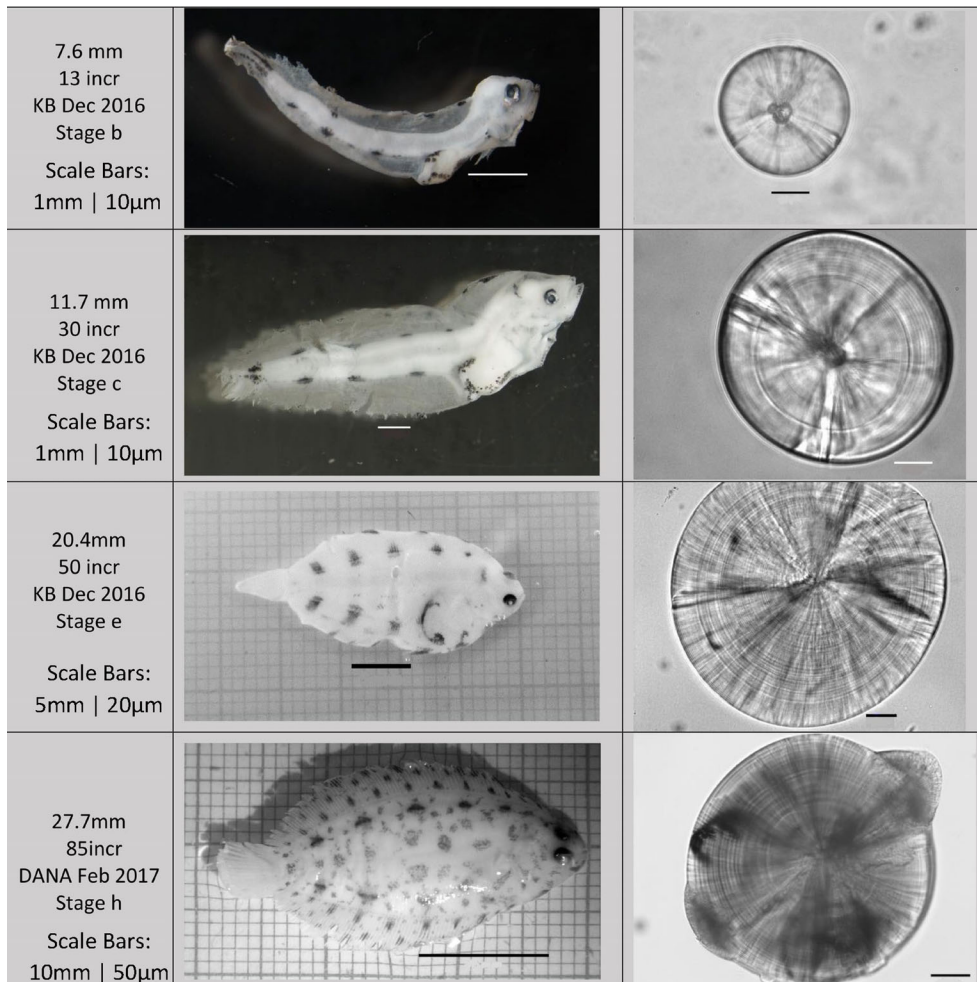 7.6 mm
13 incr
KB Dec 2016
Stage b
Scale Bars:
1mm | 10µm
11.7 mm
30 incr
KB Dec 2016
Stage c
Scale Bars:
1mm | 10µm
20.4mm
50 incr
KB Dec 2016
Stage e
Scale Bars:
5mm | 20µm
27.7mm
85incr
DANA Feb 2017
Stage h
Scale Bars:
10mm | 50µm